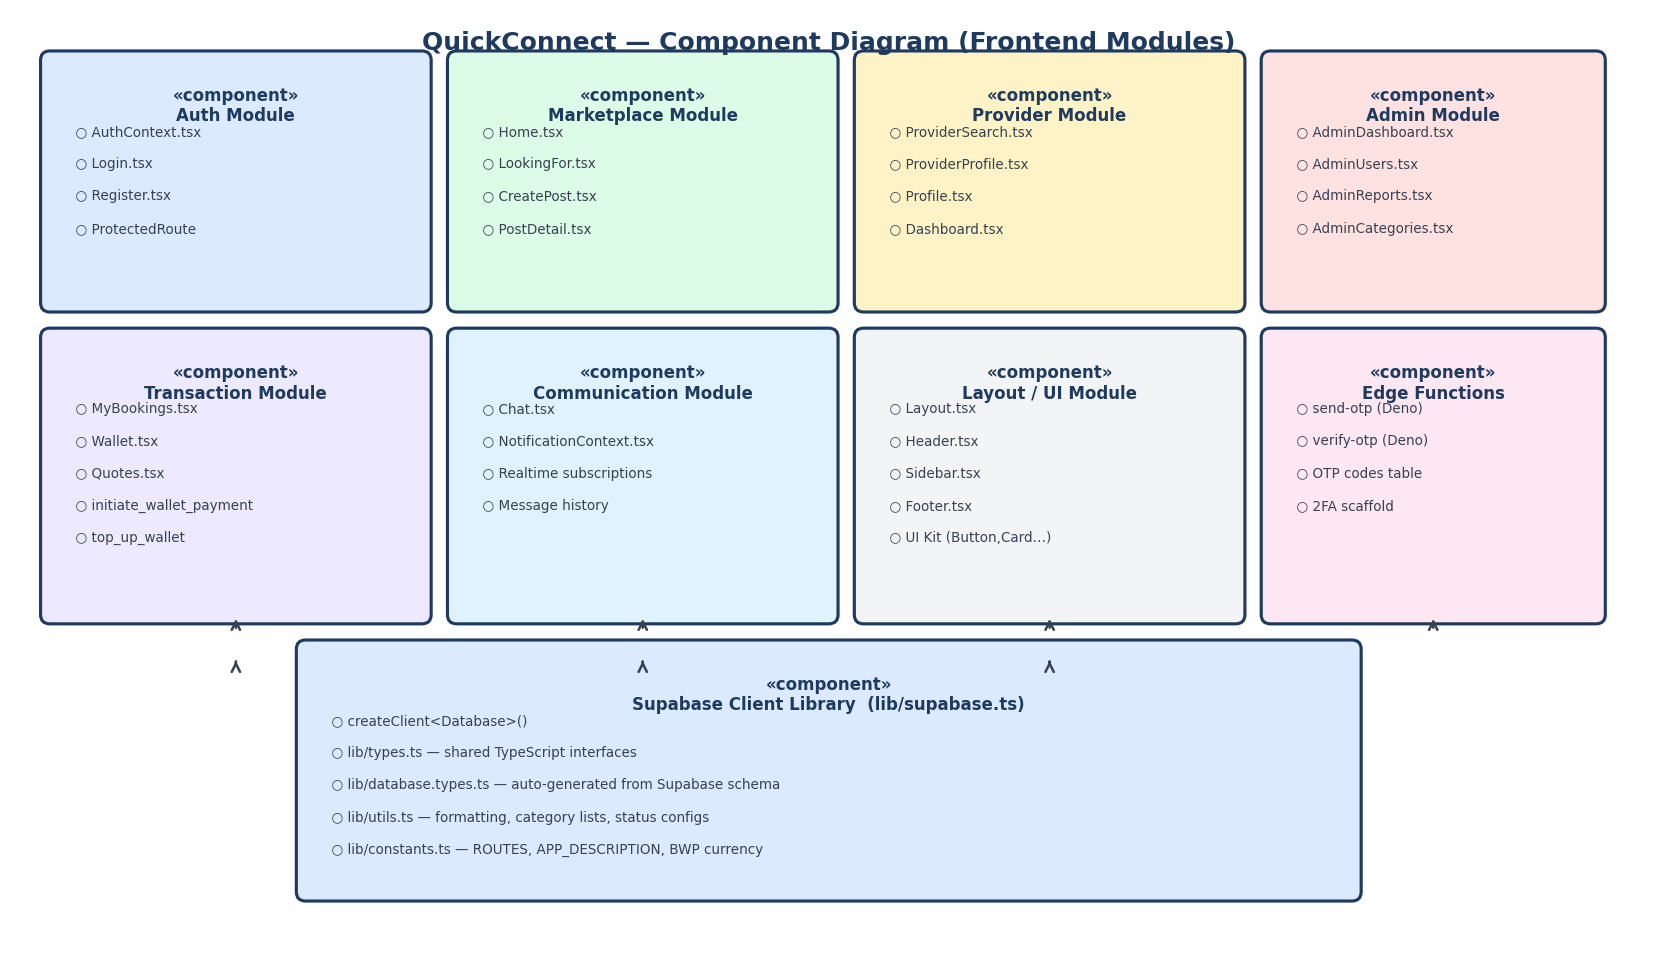 QuickConnect — Component Diagram (Frontend Modules)
«component»
Auth Module
○ AuthContext.tsx
○ Login.tsx
○ Register.tsx
○ ProtectedRoute
«component»
Marketplace Module
○ Home.tsx
○ LookingFor.tsx
○ CreatePost.tsx
○ PostDetail.tsx
«component»
Provider Module
○ ProviderSearch.tsx
○ ProviderProfile.tsx
○ Profile.tsx
○ Dashboard.tsx
«component»
Admin Module
○ AdminDashboard.tsx
○ AdminUsers.tsx
○ AdminReports.tsx
○ AdminCategories.tsx
«component»
Transaction Module
○ MyBookings.tsx
○ Wallet.tsx
○ Quotes.tsx
○ initiate_wallet_payment
○ top_up_wallet
«component»
Communication Module
○ Chat.tsx
○ NotificationContext.tsx
○ Realtime subscriptions
○ Message history
«component»
Layout / UI Module
○ Layout.tsx
○ Header.tsx
○ Sidebar.tsx
○ Footer.tsx
○ UI Kit (Button,Card…)
«component»
Edge Functions
○ send-otp (Deno)
○ verify-otp (Deno)
○ OTP codes table
○ 2FA scaffold
«component»
Supabase Client Library  (lib/supabase.ts)
○ createClient<Database>()
○ lib/types.ts — shared TypeScript interfaces
○ lib/database.types.ts — auto-generated from Supabase schema
○ lib/utils.ts — formatting, category lists, status configs
○ lib/constants.ts — ROUTES, APP_DESCRIPTION, BWP currency